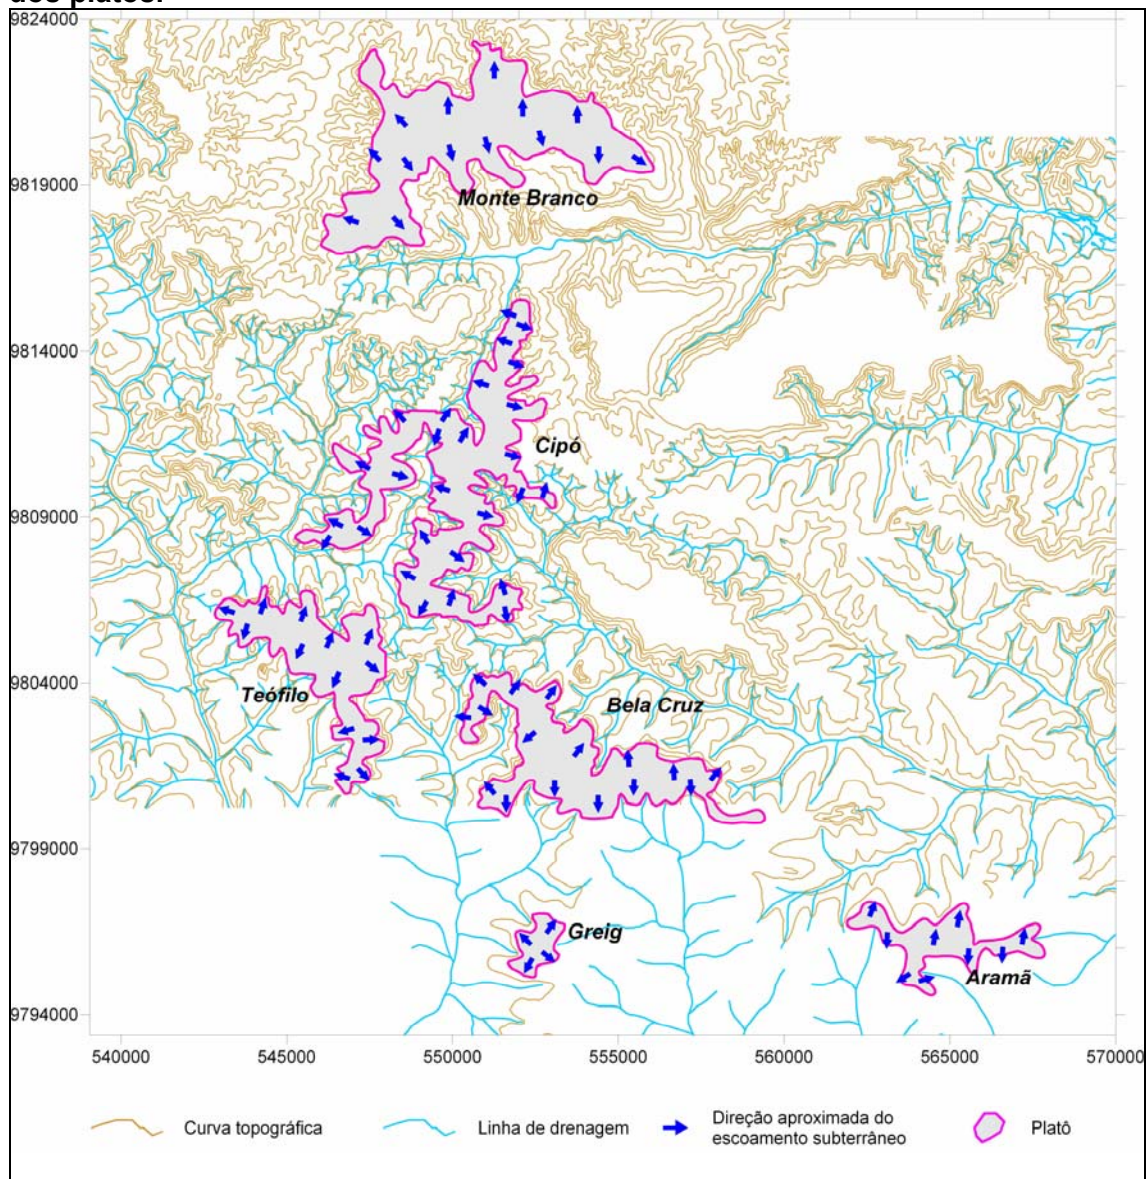 dos platôs.
9824000
Monte Branco
9819000
9814000
Cipó
9809000
9804000
Teófilo
Bela Cruz
9799000
Greig
Aramã
9794000
540000 545000 550000 555000 560000 565000 570000
Curva topográfica
Linha de drenagem
Direção aproximada do
escoamento subterrâneo
Platô